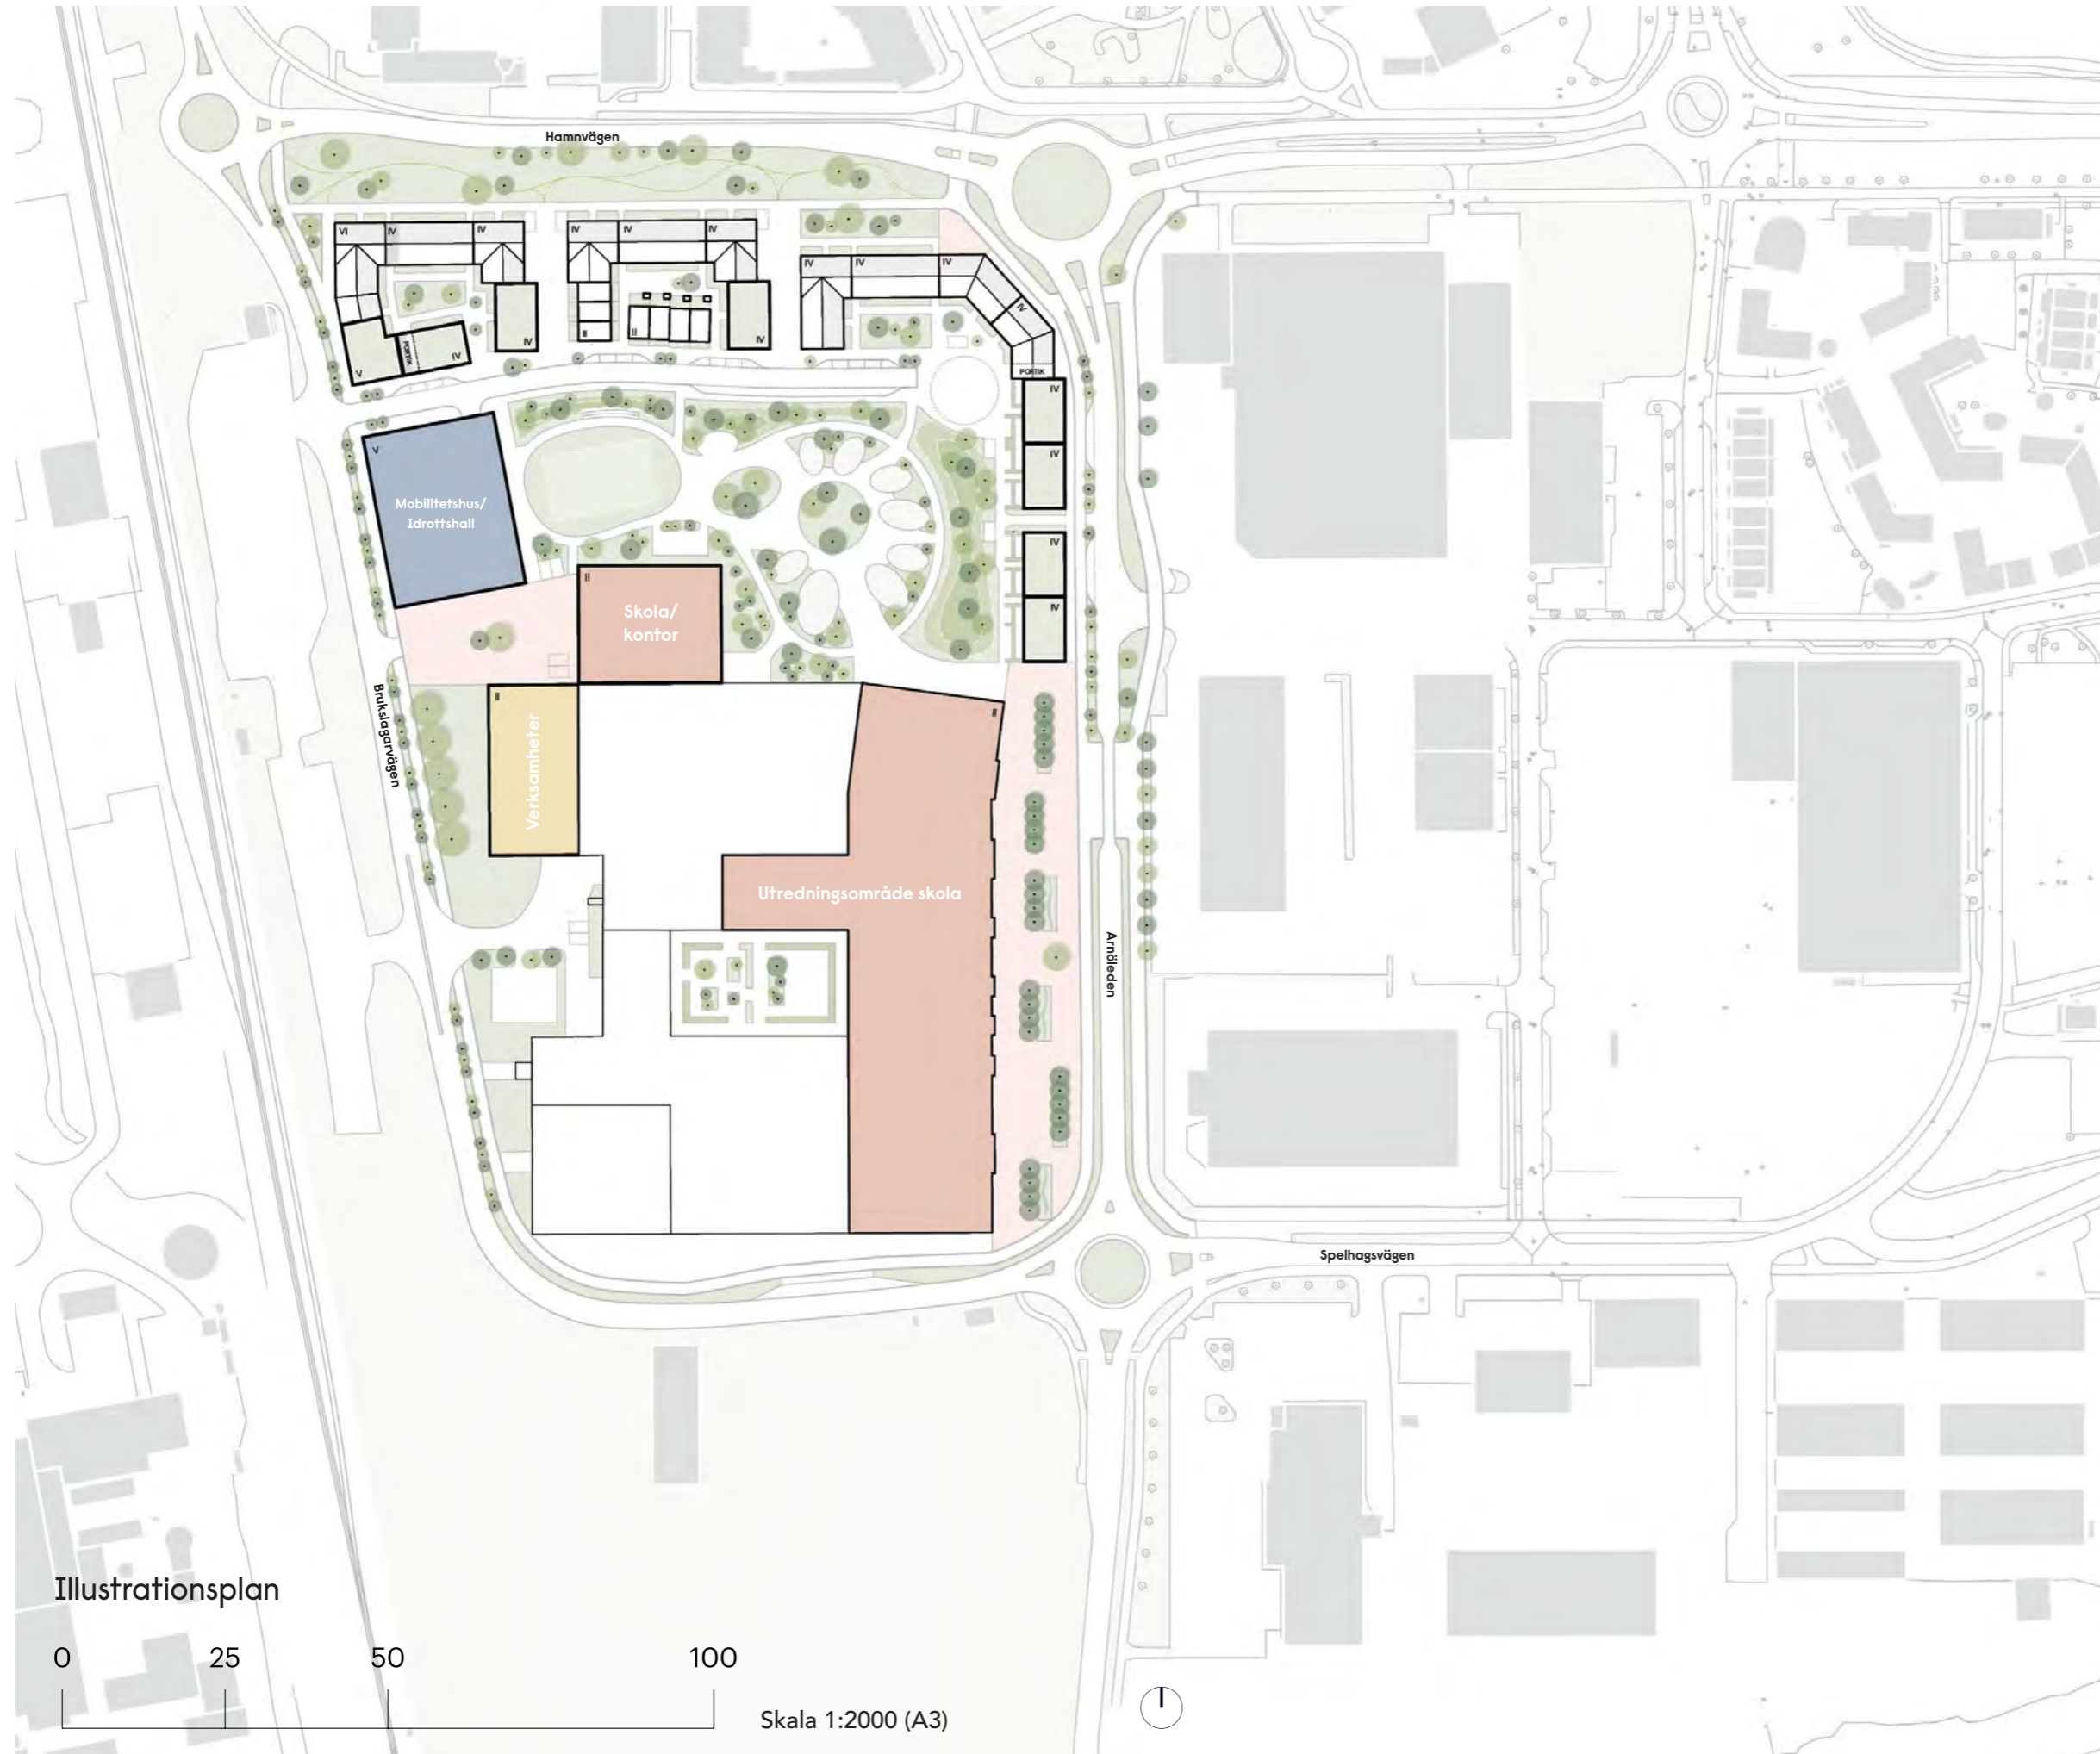 Hamnvägen
VI IV IV IV IV IV
IV IV IV
IV
II II
IV IV
PORTIK
V IV
PORTIK
IV
V
IV
Mobilitetshus/
Idrottshall
IV
II
IV
Skola/
kontor
Brukslagarvägen
II
Verksamheter
II
Utredningsområde skola
Arnöleden
Spelhagsvägen
Illustrationsplan
0 25 50 100
Skala 1:2000 (A3)